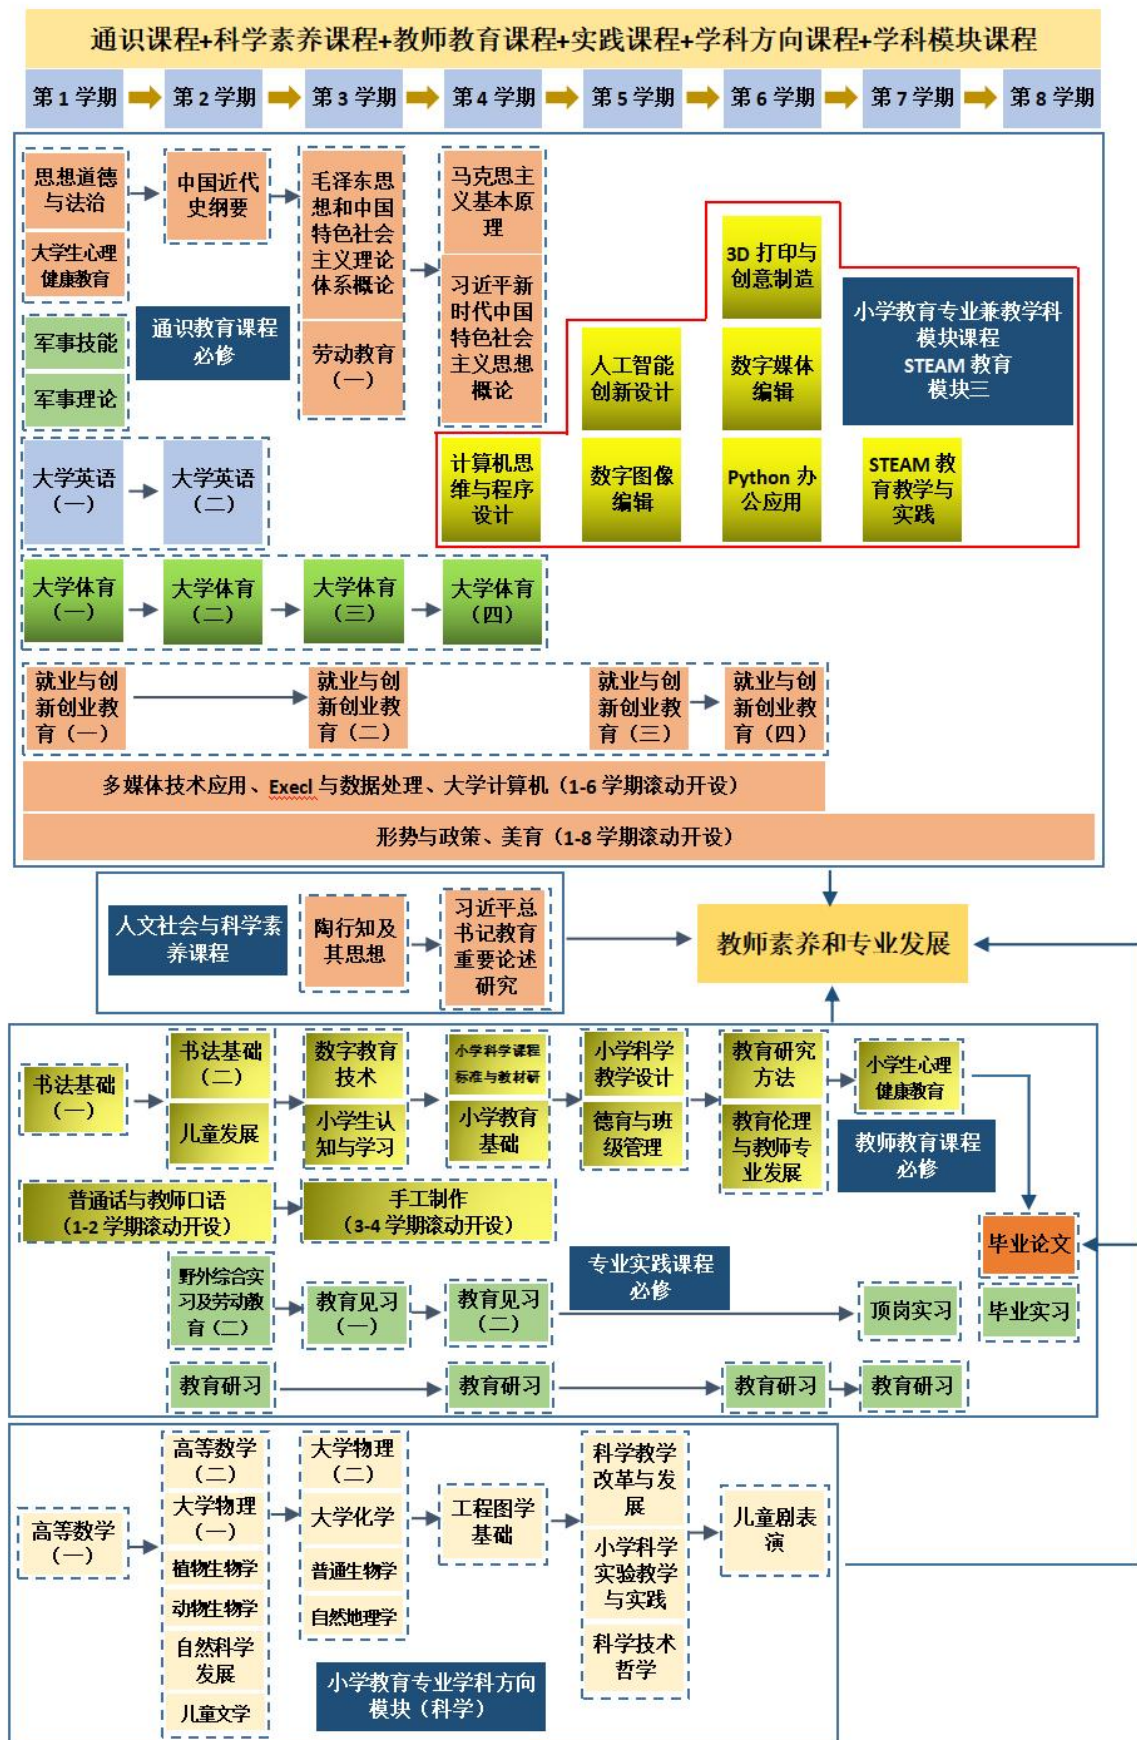 通识课程+科学素养课程+教师教育课程+实践课程+学科方向课程+学科模块课程
第 1 学期
第 2 学期
第 3 学期
第 4 学期
第 5 学期
第 6 学期
第 7 学期
第 8 学期
思想道德
与法治
大学生心理
健康教育
军事技能
军事理论
中国近代
史纲要
通识教育课程
必修
毛泽东思
想和中国
特色社会
主义理论
体系概论
劳动教育
（一）
马克思主
义基本原
理
习近平新
时代中国
特色社会
主义思想
概论
3D 打印与
创意制造
人工智能
创新设计
数字媒体
编辑
小学教育专业兼教学科
模块课程
STEAM 教育
模块三
计算机思
维与程序
设计
数字图像
编辑
Python 办
公应用
STEAM 教
育教学与
实践
大学英语
（一）
大学英语
（二）
大学体育
（一）
大学体育
（二）
大学体育
（三）
大学体育
（四）
就业与创
新创业教
育（一）
就业与创
新创业教
育（二）
就业与创
新创业教
育（三）
就业与创
新创业教
育（四）
多媒体技术应用、Execl 与数据处理、大学计算机（1-6 学期滚动开设）
形势与政策、美育（1-8 学期滚动开设）
人文社会与科学素
养课程
陶行知及
其思想
习近平总
书记教育
重要论述
研究
教师素养和专业发展
书法基础
（一）
书法基础
（二）
儿童发展
数字教育
技术
小学生认
知与学习
小学科学课程
标准与教材研
小学教育
基础
小学科学
教学设计
德育与班
级管理
教育研究
方法
教育伦理
与教师专
业发展
小学生心理
健康教育
教师教育课程
必修
普通话与教师口语
（1-2 学期滚动开设）
手工制作
（3-4 学期滚动开设）
野外综合实
习及劳动教
育（二）
教育见习
（一）
教育见习
（二）
专业实践课程
必修
顶岗实习
毕业论文
毕业实习
教育研习
教育研习
教育研习
教育研习
高等数学
（一）
高等数学
（二）
大学物理
（一）
植物生物学
动物生物学
自然科学
发展
儿童文学
大学物理
（二）
大学化学
普通生物学
自然地理学
工程图学
基础
科学教学
改革与发
展
小学科学
实验教学
与实践
科学技术
哲学
儿童剧表
演
小学教育专业学科方向
模块（科学）